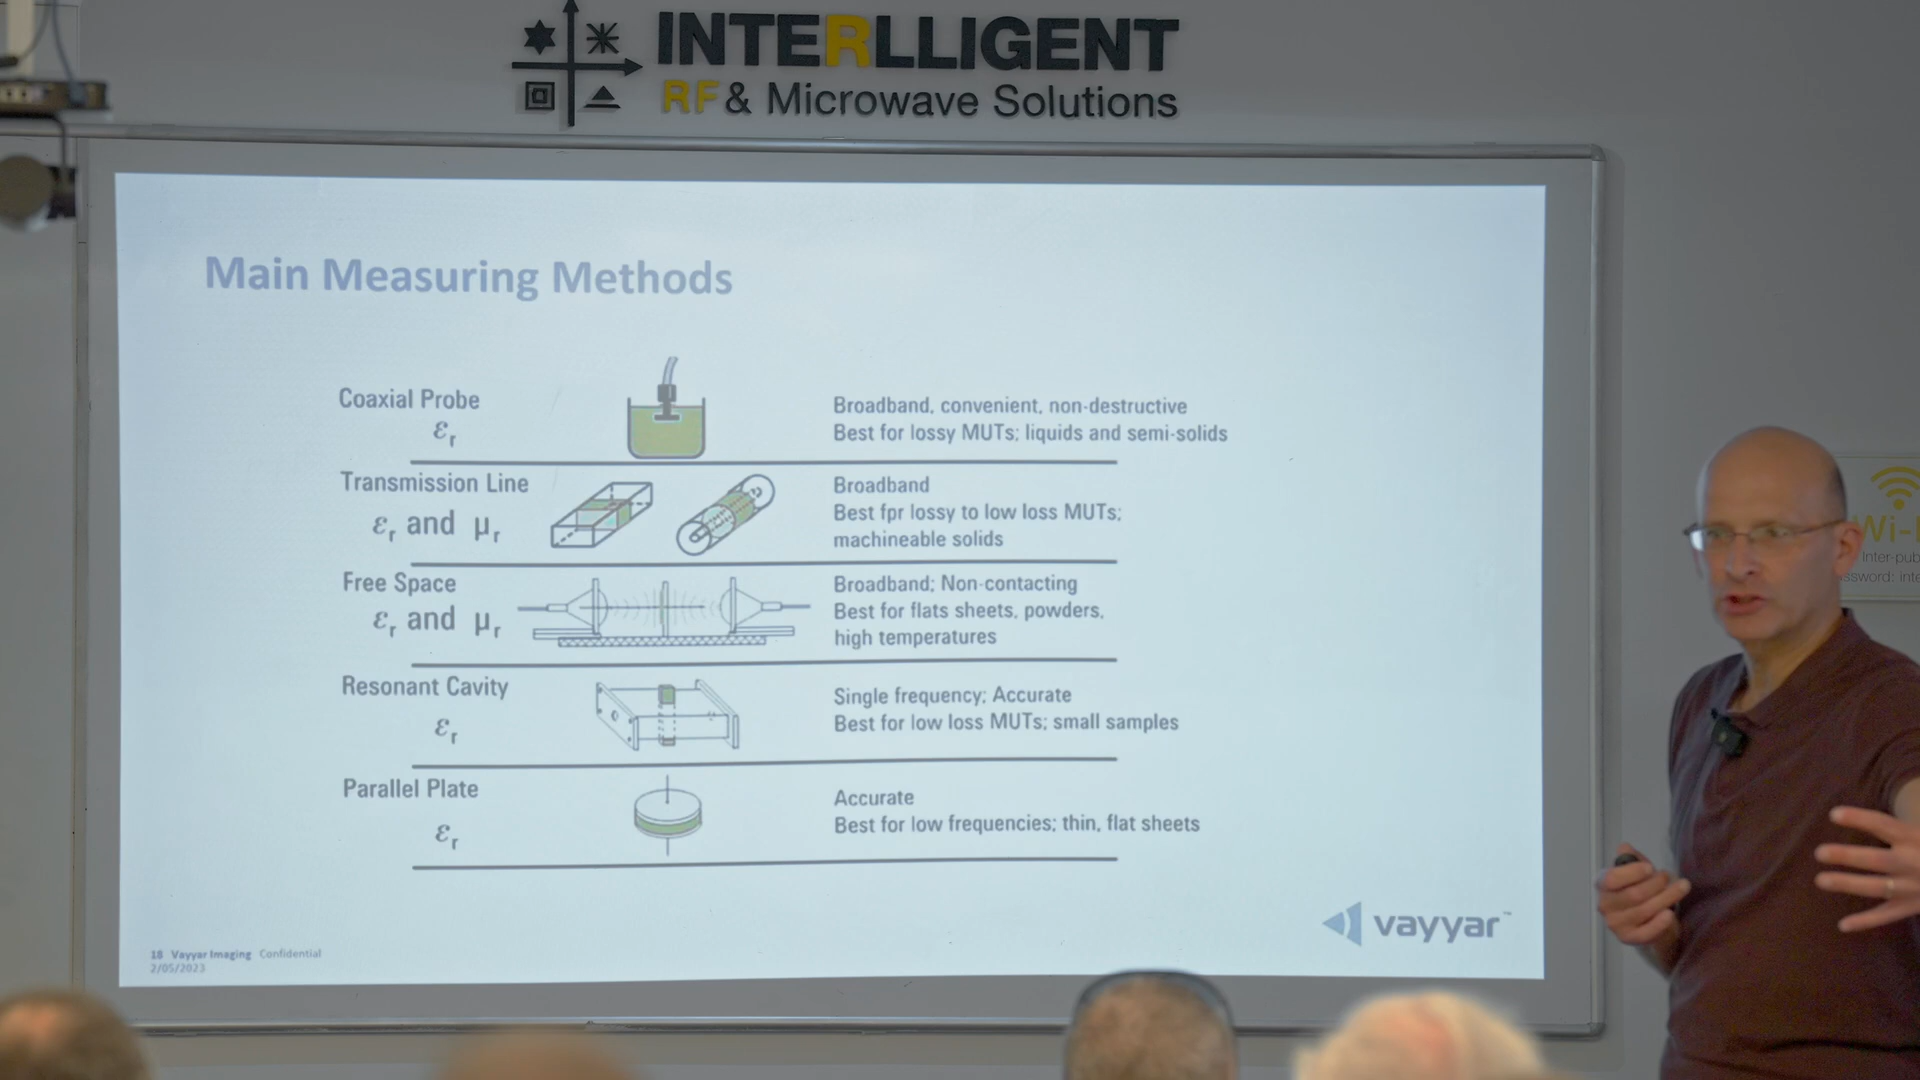 INTERLLIGENT
RF & Microwave Solutions
Main Measuring Methods
Coaxial Probe
εr
Broadband, convenient, non-destructive
Best for lossy MUTs; liquids and semi-solids
Transmission Line
εr and μr
Broadband
Best fpr lossy to low loss MUTs;
machineable solids
Free Space
εr and μr
Broadband; Non-contacting
Best for flats sheets, powders,
high temperatures
Resonant Cavity
εr
Single frequency; Accurate
Best for low loss MUTs; small samples
Parallel Plate
εr
Accurate
Best for low frequencies; thin, flat sheets
vayyar™
18 Vayyar Imaging Confidential
2/05/2023